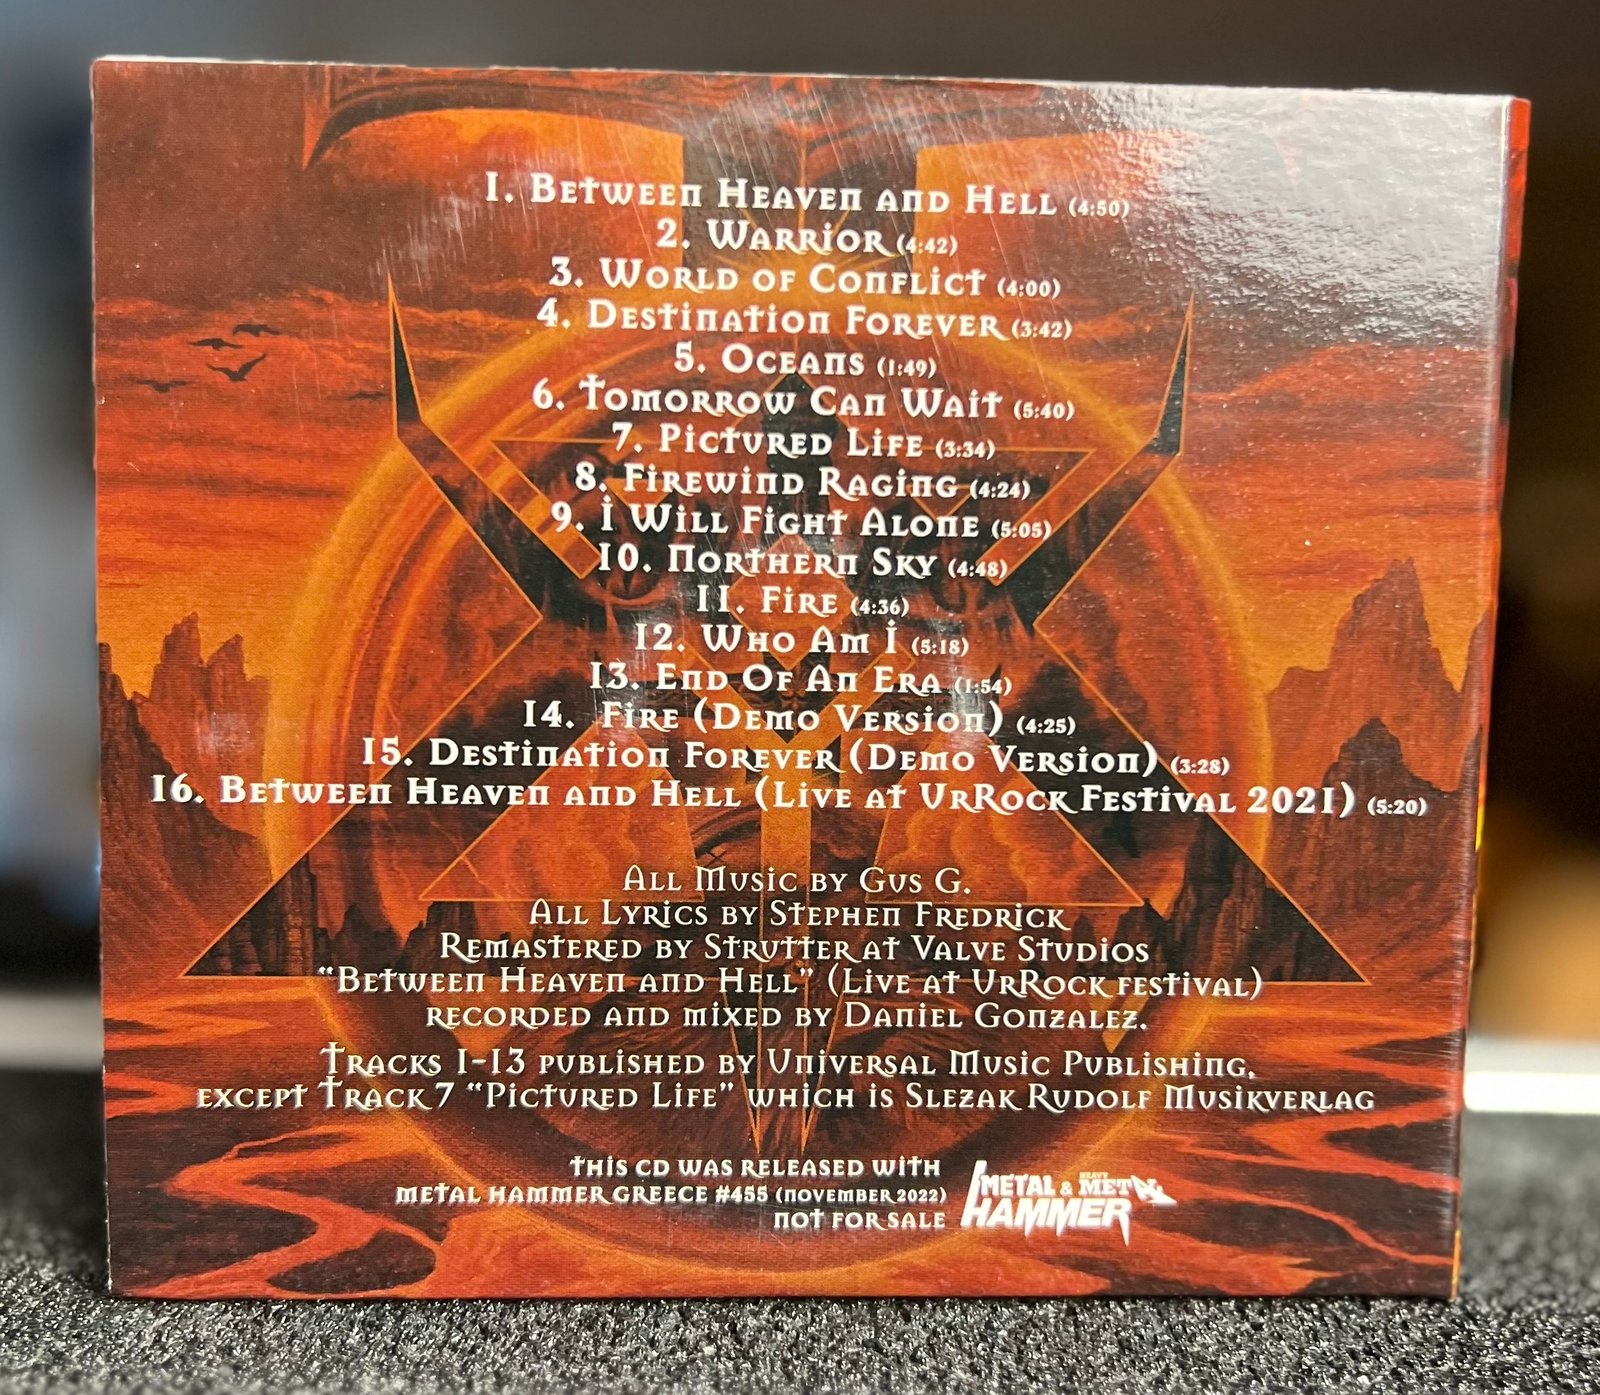 1. Between Heaven and Hell (4:50)
2. Warrior (4:42)
3. World of Conflict (4:00)
4. Destination Forever (3:42)
5. Oceans (1:49)
6. Tomorrow Can Wait (5:40)
7. Pictured Life (3:34)
8. Firewind Raging (4:24)
9. I Will Fight Alone (5:05)
10. Northern Sky (4:48)
11. Fire (4:36)
12. Who Am I (5:18)
13. End Of An Era (1:54)
14. Fire (Demo Version) (4:25)
15. Destination Forever (Demo Version) (3:28)
16. Between Heaven and Hell (Live at UrRock Festival 2021) (5:20)
All Music by Gus G.
All Lyrics by Stephen Fredrick
Remastered by Strutter at Valve Studios
“Between Heaven and Hell” (Live at UrRock festival)
recorded and mixed by Daniel Gonzalez.
Tracks 1-13 published by Universal Music Publishing,
except Track 7 “Pictured Life” which is Slezak Rudolf Musikverlag
this CD was released with
Metal Hammer Greece #455 (November 2022)
not for sale
METAL & HEAVY METAL
HAMMER